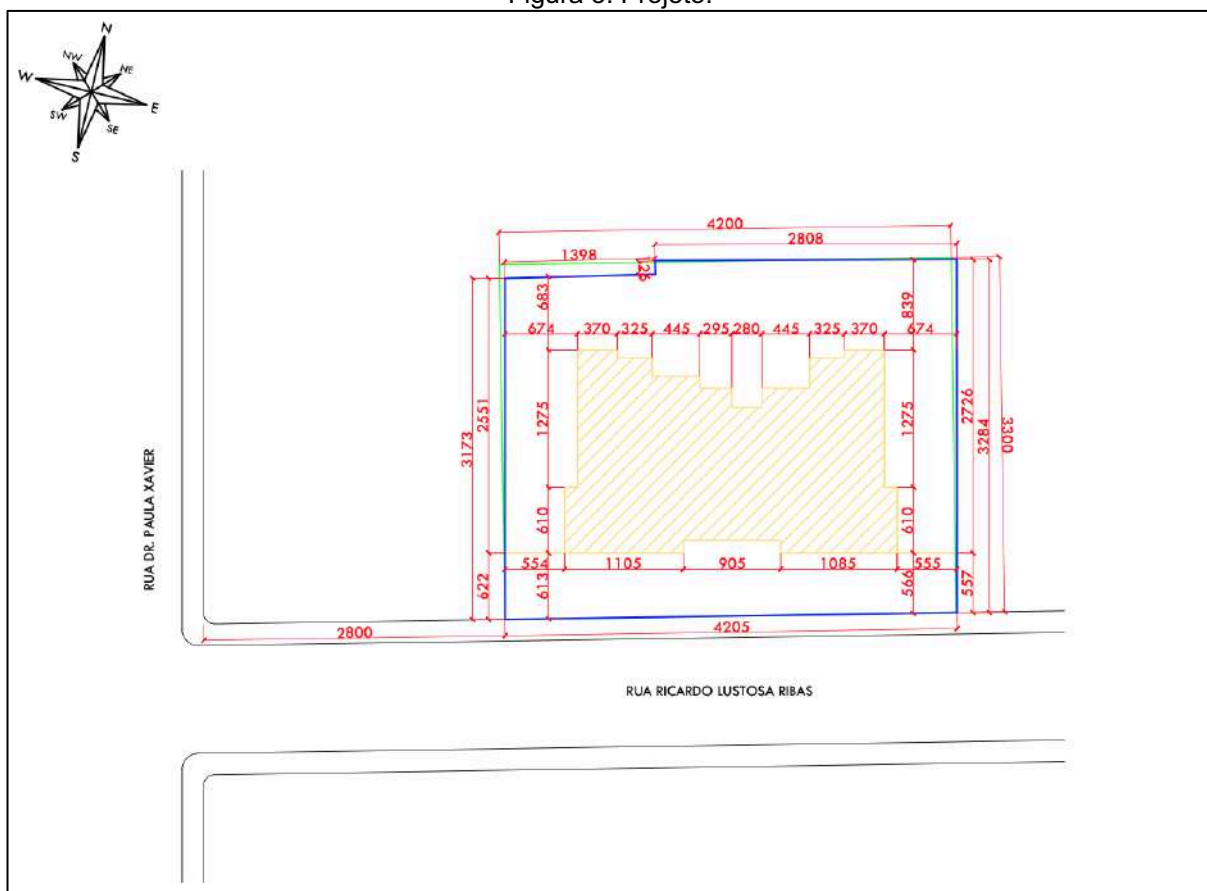 Figura 3. Projeto.
N
NW
NE
W
E
SW
SE
S
4200
2808
1398
126
683
839
674 370 325 445 295 280 445 325 370 674
2551
3173
1275
1275
2726
3284
3300
610
610
554 1105 905 1085 555
622
613
566
557
2800
4205
RUA DR. PAULA XAVIER
RUA RICARDO LUSTOSA RIBAS